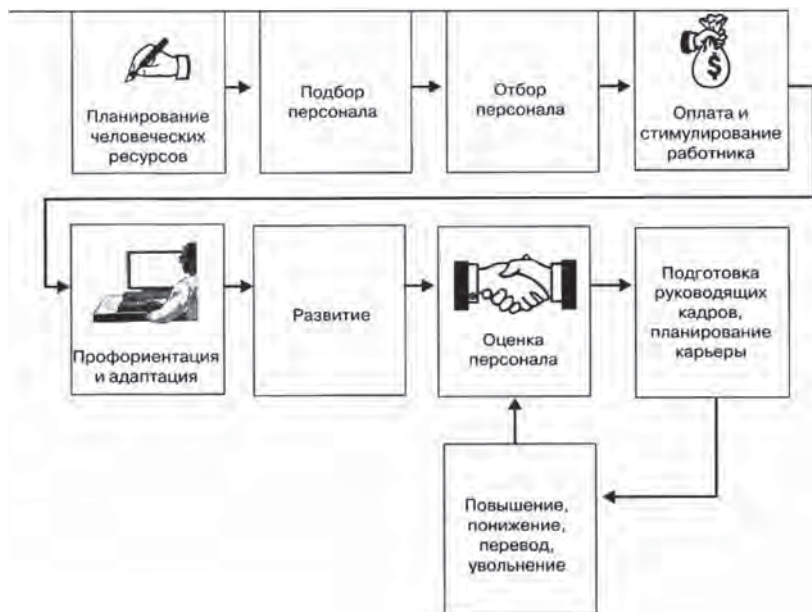 Планирование
человеческих
ресурсов
Подбор
персонала
Отбор
персонала
$
Оплата и
стимулирование
работника
Профориентация
и адаптация
Развитие
Оценка
персонала
Подготовка
руководящих
кадров,
планирование
карьеры
Повышение,
понижение,
перевод,
увольнение